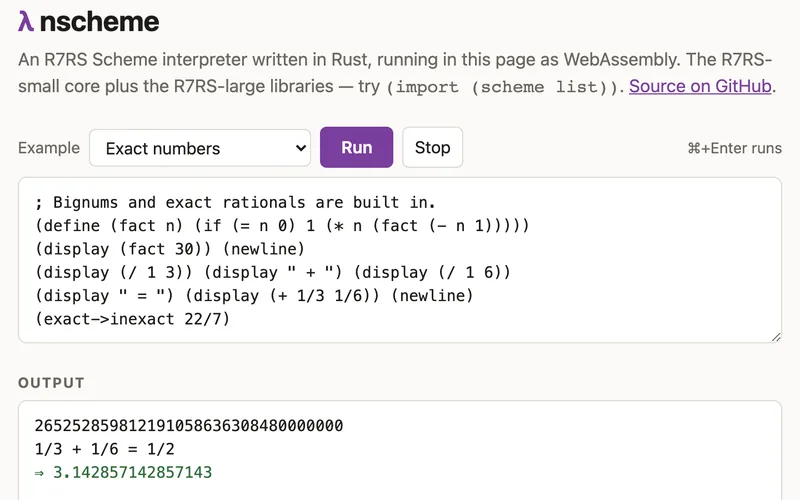 λ nscheme
An R7RS Scheme interpreter written in Rust, running in this page as WebAssembly. The R7RS-
small core plus the R7RS-large libraries — try (import (scheme list)). Source on GitHub.
Example Exact numbers Run Stop ⌘+Enter runs
; Bignums and exact rationals are built in.
(define (fact n) (if (= n 0) 1 (* n (fact (- n 1)))))
(display (fact 30)) (newline)
(display (/ 1 3)) (display " + ") (display (/ 1 6))
(display " = ") (display (+ 1/3 1/6)) (newline)
(exact->inexact 22/7)
OUTPUT
265252859812191058636308480000000
1/3 + 1/6 = 1/2
⇒ 3.142857142857143